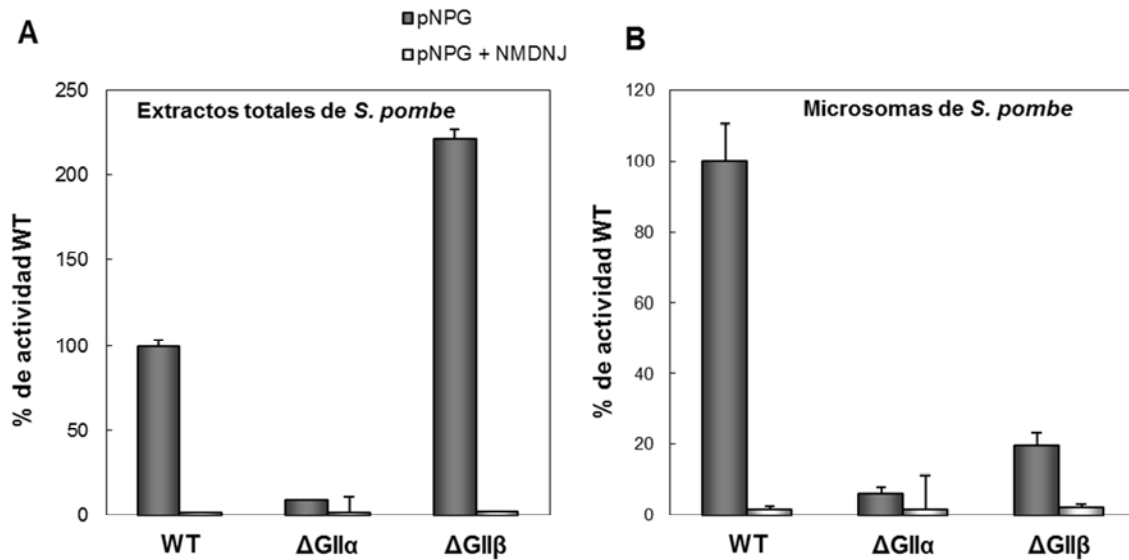 pNPG
pNPG + NMDNJ
A
Extractos totales de S. pombe
% de actividad WT
250
200
150
100
50
0
WT
ΔGIIα
ΔGIIβ
B
Microsomas de S. pombe
% de actividad WT
120
100
80
60
40
20
0
WT
ΔGIIα
ΔGIIβ